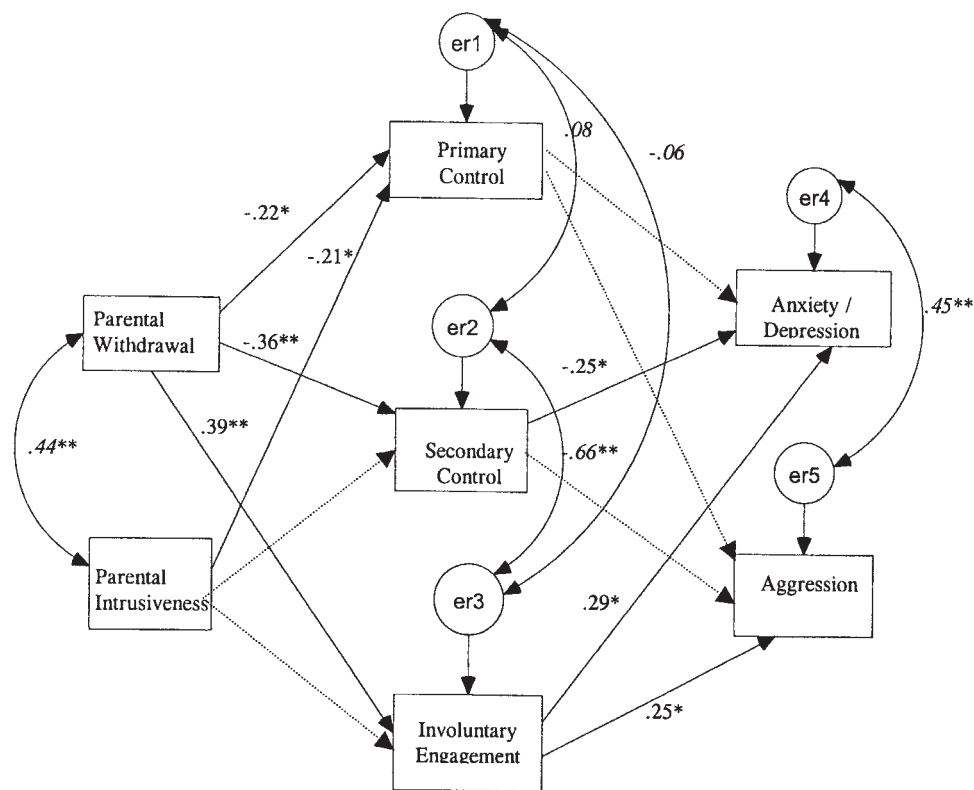 er1
.08
-.06
Primary
Control
er4
-.22*
-.21*
Parental
Withdrawal
er2
Anxiety /
Depression
.45**
-.36**
-.25*
.39**
.44**
Secondary
Control
-.66**
er5
Parental
Intrusiveness
er3
.29*
Aggression
.25*
Involuntary
Engagement